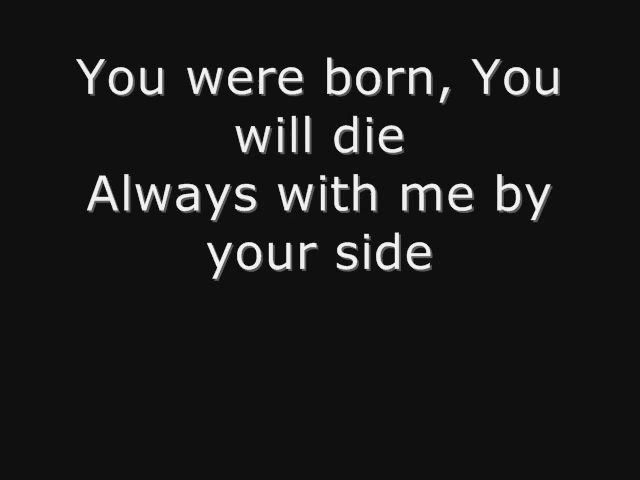 You were born, You
will die
Always with me by
your side